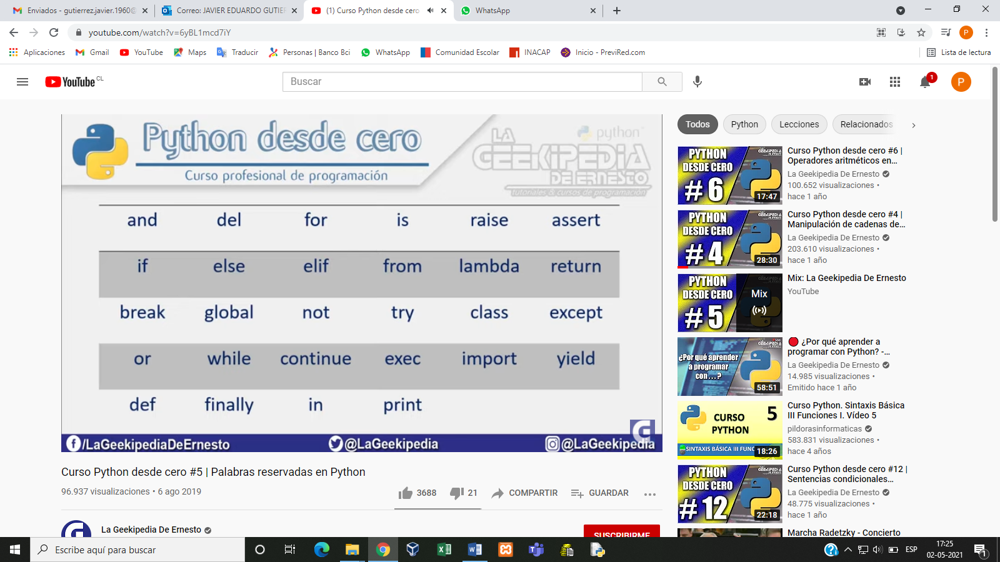 Enviados - gutierrez.javier.1960@
Correo: JAVIER EDUARDO GUTIER
(1) Curso Python desde cero
WhatsApp
youtube.com/watch?v=6yBL1mcd7iY
P
Aplicaciones
Gmail
YouTube
Maps
Traducir
Personas | Banco Bci
WhatsApp
Comunidad Escolar
INACAP
Inicio - PreviRed.com
Lista de lectura
YouTube CL
Buscar
1
P
Python desde cero
Curso profesional de programación
python
LA GEEKIPEDIA DE ERNESTO
tutoriales & cursos de programación
and del for is raise assert
if else elif from lambda return
break global not try class except
or while continue exec import yield
def finally in print
/LaGeekipediaDeErnesto
@LaGeekipedia
@LaGeekipedia
Curso Python desde cero #5 | Palabras reservadas en Python
96.937 visualizaciones • 6 ago 2019
3688
21
COMPARTIR
GUARDAR
La Geekipedia De Ernesto
SUSCRIBIRME
Todos
Python
Lecciones
Relacionados
PYTHON
DESDE CERO
# 6
17:47
Curso Python desde cero #6 |
Operadores aritméticos en…
La Geekipedia De Ernesto
100.652 visualizaciones •
hace 1 año
PYTHON
DESDE CERO
# 4
28:30
Curso Python desde cero #4 |
Manipulación de cadenas de…
La Geekipedia De Ernesto
203.610 visualizaciones •
hace 1 año
PYTHON
DESDE CERO
# 5
Mix
Mix: La Geekipedia De Ernesto
YouTube
¿Por qué aprender
a programar
con...?
58:51
¿Por qué aprender a
programar con Python? -…
La Geekipedia De Ernesto
14.985 visualizaciones •
Emitido hace 1 año
CURSO
PYTHON
5
SINTAXIS BÁSICA III FUNC
18:26
Curso Python. Sintaxis Básica
III Funciones I. Vídeo 5
pildorasinformaticas
583.831 visualizaciones •
hace 4 años
PYTHON
DESDE CERO
# 12
22:18
Curso Python desde cero #12 |
Sentencias condicionales…
La Geekipedia De Ernesto
48.775 visualizaciones •
hace 1 año
Marcha Radetzky - Concierto
Escribe aquí para buscar
ESP
17:25
02-05-2021
1